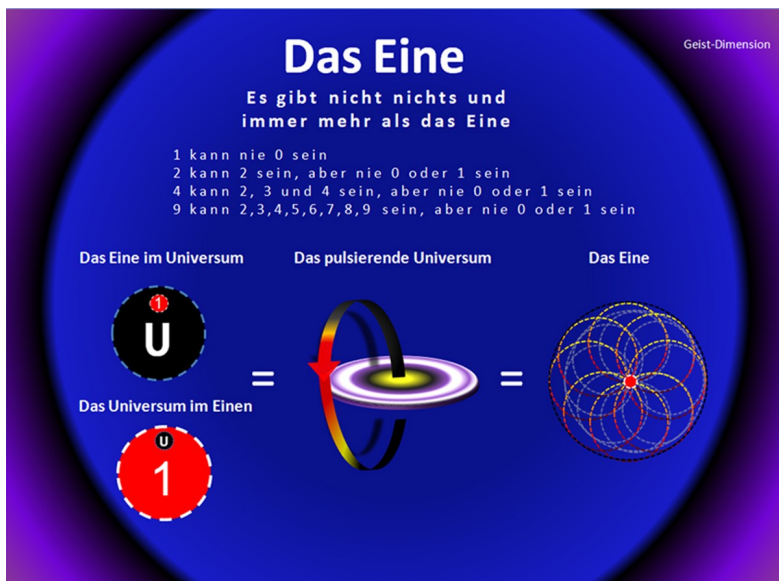 Geist-Dimension
Das Eine
Es gibt nicht nichts und
immer mehr als das Eine
1 kann nie 0 sein
2 kann 2 sein, aber nie 0 oder 1 sein
4 kann 2, 3 und 4 sein, aber nie 0 oder 1 sein
9 kann 2,3,4,5,6,7,8,9 sein, aber nie 0 oder 1 sein
Das Eine im Universum
Das pulsierende Universum
Das Eine
1
U
=
=
Das Universum im Einen
U
1